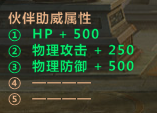 伙伴助威属性
① HP + 500
② 物理攻击 + 250
③ 物理防御 + 500
④ ————
⑤ ————